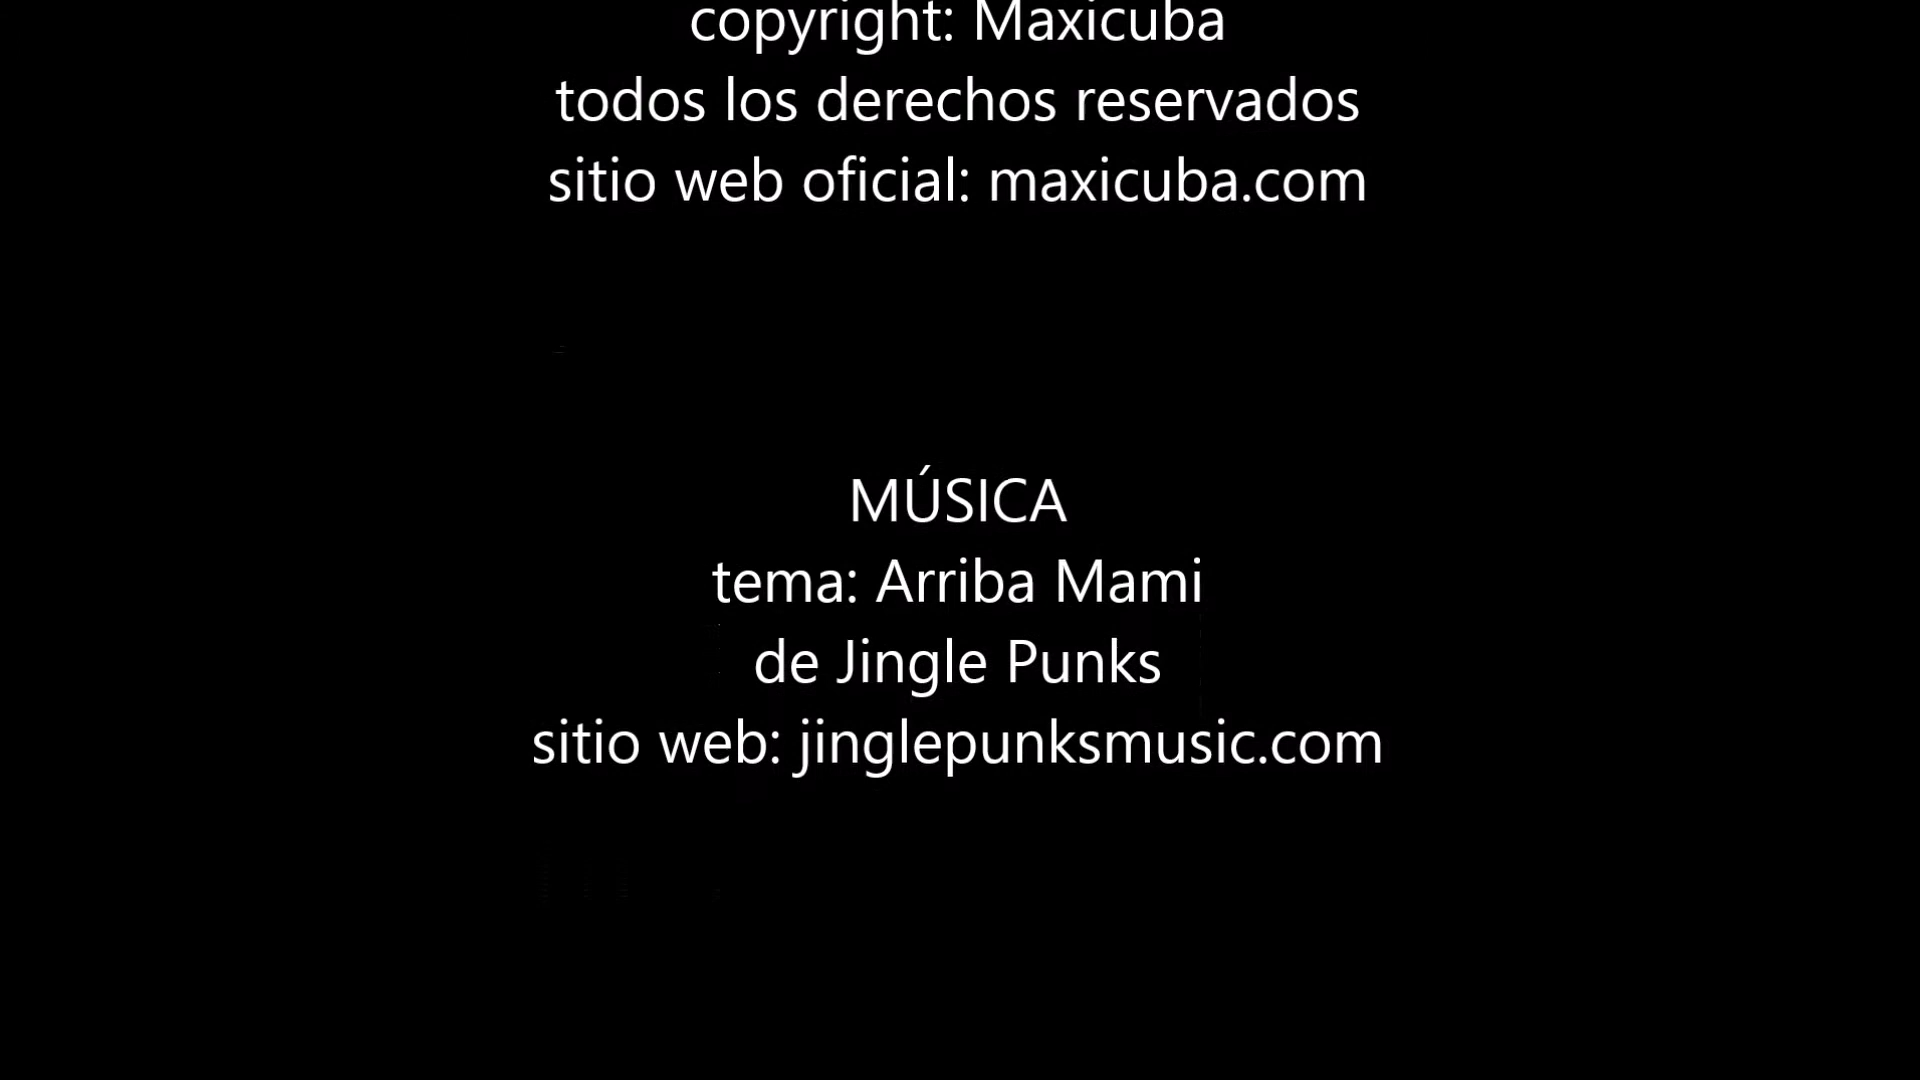 copyright: Maxicuba
todos los derechos reservados
sitio web oficial: maxicuba.com
MÚSICA
tema: Arriba Mami
de Jingle Punks
sitio web: jinglepunksmusic.com